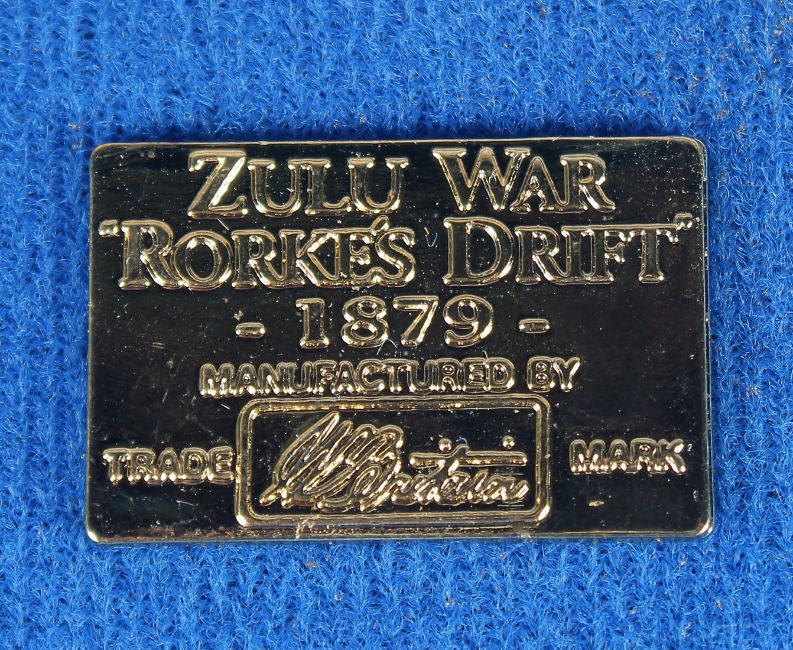 ZULU WAR
"RORKE'S DRIFT"
- 1879 -
MANUFACTURED BY
TRADE MARK